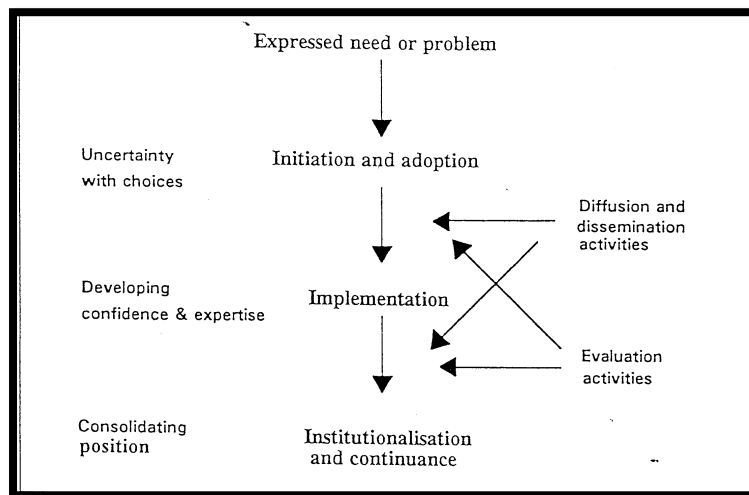 Expressed need or problem
Uncertainty
with choices
Initiation and adoption
Diffusion and
dissemination
activities
Developing
confidence & expertise
Implementation
Evaluation
activities
Consolidating
position
Institutionalisation
and continuance